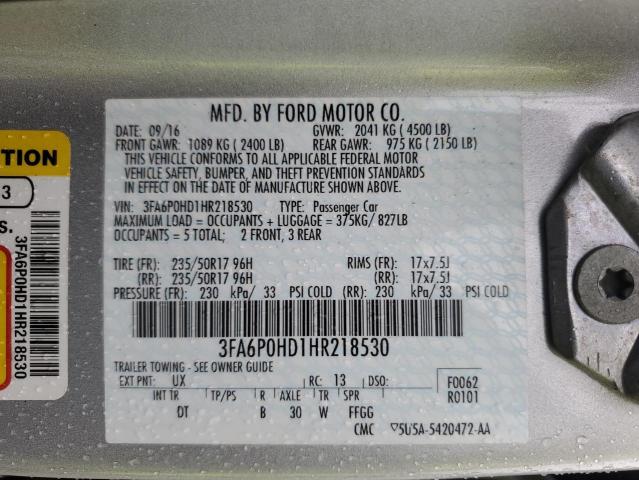 MFD. BY FORD MOTOR CO.
DATE: 09/16 GVWR: 2041 KG ( 4500 LB)
FRONT GAWR: 1089 KG ( 2400 LB) REAR GAWR: 975 KG ( 2150 LB)
THIS VEHICLE CONFORMS TO ALL APPLICABLE FEDERAL MOTOR
VEHICLE SAFETY, BUMPER, AND THEFT PREVENTION STANDARDS
IN EFFECT ON THE DATE OF MANUFACTURE SHOWN ABOVE.
VIN: 3FA6P0HD1HR218530 TYPE: Passenger Car
MAXIMUM LOAD = OCCUPANTS + LUGGAGE = 375KG/ 827LB
OCCUPANTS = 5 TOTAL; 2 FRONT, 3 REAR
TIRE (FR): 235/50R17 96H RIMS (FR): 17x7.5J
(RR): 235/50R17 96H (RR): 17x7.5J
PRESSURE (FR): 230 kPa/ 33 PSI COLD (RR): 230 kPa/ 33 PSI COLD
3FA6P0HD1HR218530
TRAILER TOWING - SEE OWNER GUIDE
EXT PNT: UX RC: 13 DSO: F0062
INT TR TP/PS R AXLE TR SPR R0101
DT B 30 W FFGG
CMC ▽5U5A-5420472-AA
TION
3
s.
3FA6P0HD1HR218530